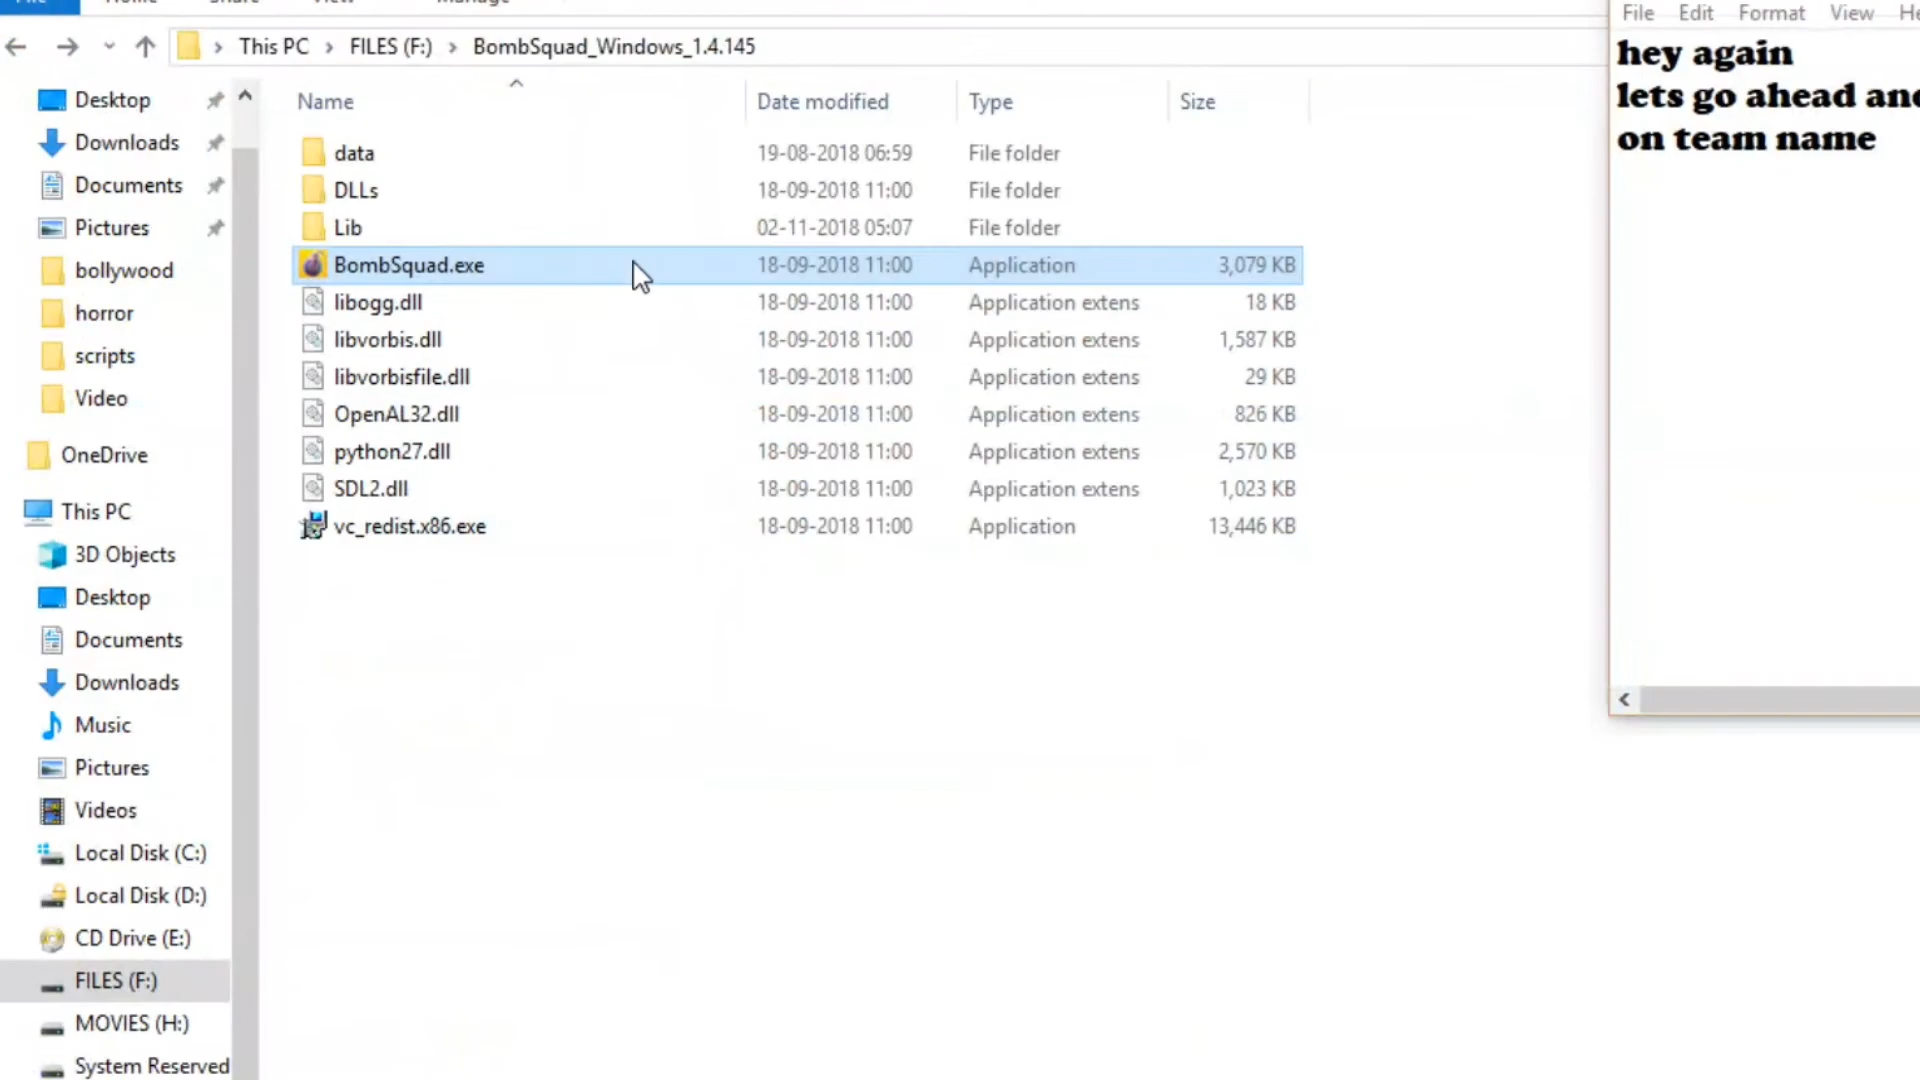 This PC > FILES (F:) > BombSquad_Windows_1.4.145
Desktop
Downloads
Documents
Pictures
bollywood
horror
scripts
Video
OneDrive
This PC
3D Objects
Desktop
Documents
Downloads
Music
Pictures
Videos
Local Disk (C:)
Local Disk (D:)
CD Drive (E:)
FILES (F:)
MOVIES (H:)
System Reserved
Name Date modified Type Size
data 19-08-2018 06:59 File folder
DLLs 18-09-2018 11:00 File folder
Lib 02-11-2018 05:07 File folder
BombSquad.exe 18-09-2018 11:00 Application 3,079 KB
libogg.dll 18-09-2018 11:00 Application extens 18 KB
libvorbis.dll 18-09-2018 11:00 Application extens 1,587 KB
libvorbisfile.dll 18-09-2018 11:00 Application extens 29 KB
OpenAL32.dll 18-09-2018 11:00 Application extens 826 KB
python27.dll 18-09-2018 11:00 Application extens 2,570 KB
SDL2.dll 18-09-2018 11:00 Application extens 1,023 KB
vc_redist.x86.exe 18-09-2018 11:00 Application 13,446 KB
File Edit Format View
hey again
lets go ahead and
on team name